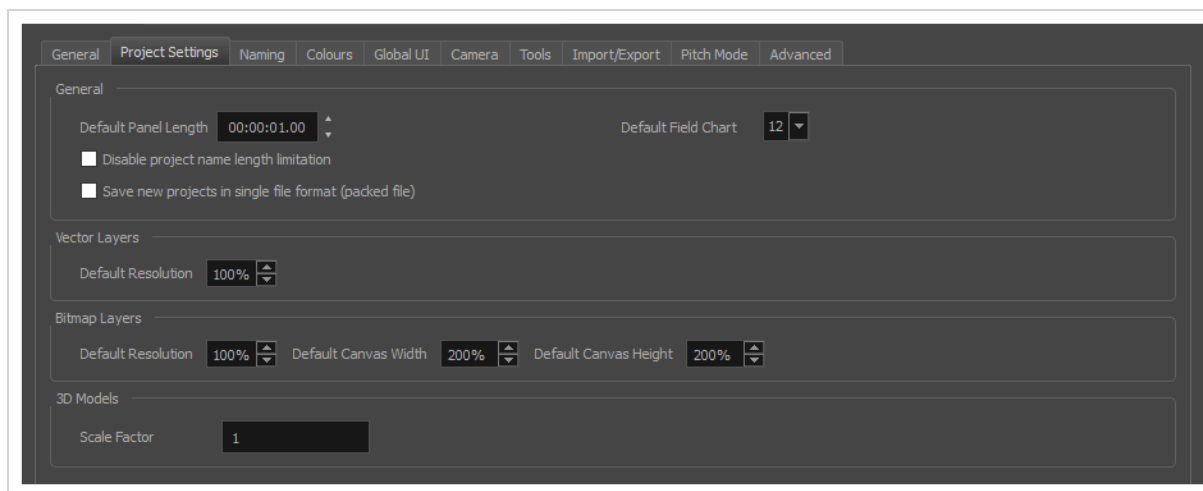 General Project Settings Naming Colours Global UI Camera Tools Import/Export Pitch Mode Advanced
General
Default Panel Length 00:00:01.00 Default Field Chart 12
Disable project name length limitation
Save new projects in single file format (packed file)
Vector Layers
Default Resolution 100%
Bitmap Layers
Default Resolution 100% Default Canvas Width 200% Default Canvas Height 200%
3D Models
Scale Factor 1